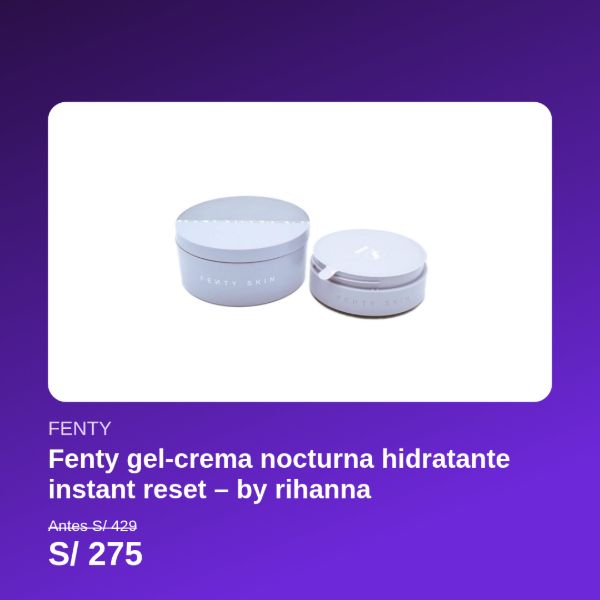 FENTY SKIN
FENTY SKIN
FENTY
Fenty gel-crema nocturna hidratante
instant reset – by rihanna
Antes S/ 429
S/ 275